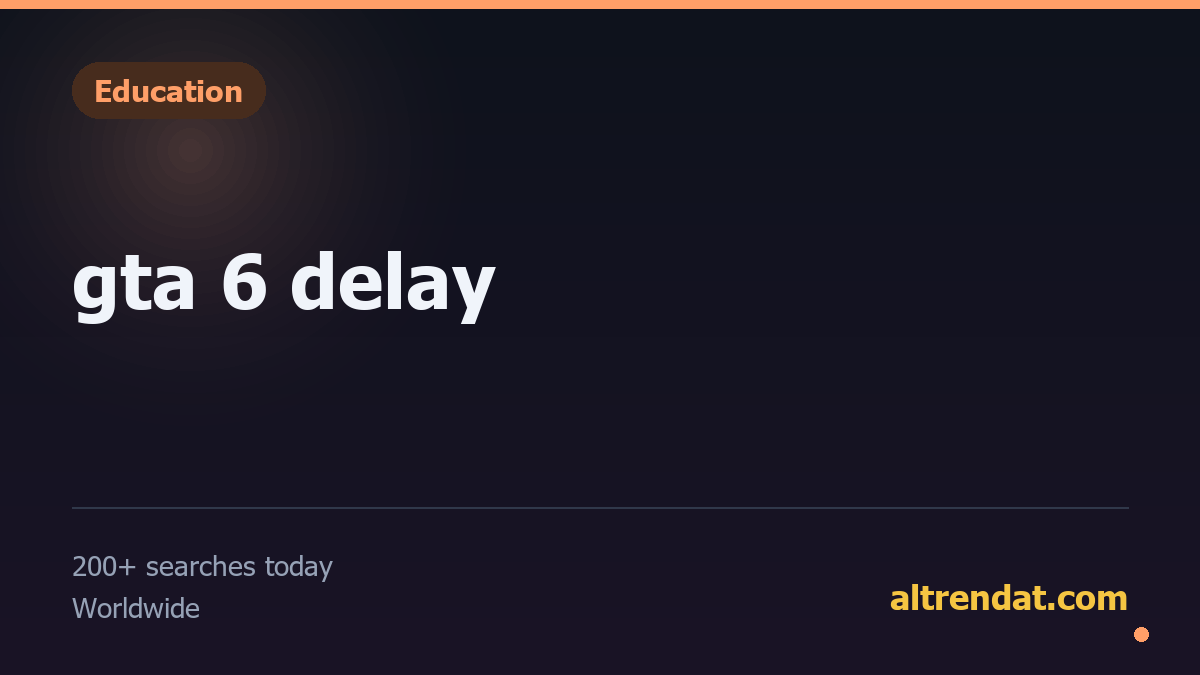 Education
gta 6 delay
200+ searches today
Worldwide
altrendat.com